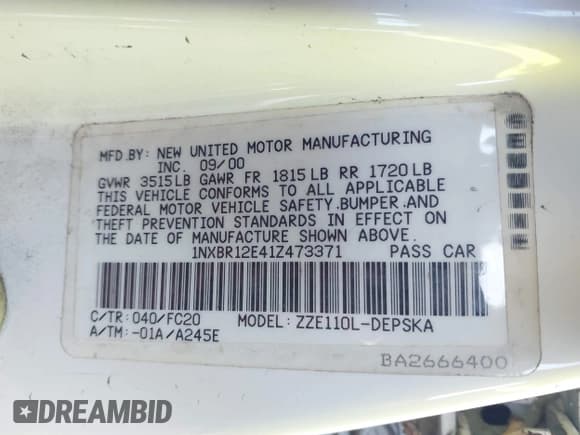 MFD.BY: NEW UNITED MOTOR MANUFACTURING
INC. 09/00
GVWR 3515LB GAWR FR 1815LB RR 1720LB
THIS VEHICLE CONFORMS TO ALL APPLICABLE
FEDERAL MOTOR VEHICLE SAFETY.BUMPER.AND
THEFT PREVENTION STANDARDS IN EFFECT ON
THE DATE OF MANUFACTURE SHOWN ABOVE.
1NXBR12E41Z473371 PASS CAR
C/TR: 040/FC20 MODEL: ZZE110L-DEPSKA
A/TM: -01A/A245E
BA2666400
DREAMBID